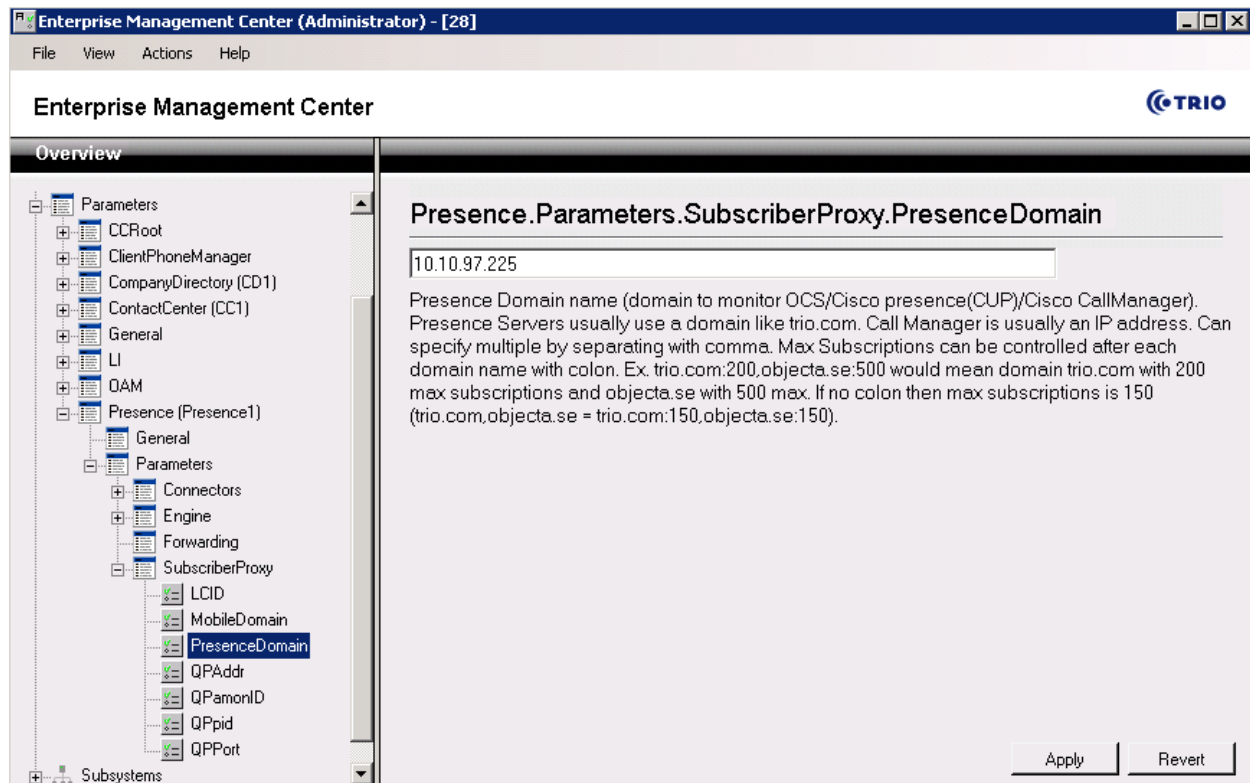 Enterprise Management Center (Administrator) - [28]
File View Actions Help
Enterprise Management Center
TRIO
Overview
Parameters
CCRoot
ClientPhoneManager
CompanyDirectory (CD1)
ContactCenter (CC1)
General
LI
OAM
Presence (Presence1)
General
Parameters
Connectors
Engine
Forwarding
SubscriberProxy
LCID
MobileDomain
PresenceDomain
QPAddr
QPamonID
QPpid
QPPort
Subsystems
Presence.Parameters.SubscriberProxy.PresenceDomain
10.10.97.225
Presence Domain name (domain to monitor OCS/Cisco presence(CUP)/Cisco CallManager).
Presence Servers usually use a domain like trio.com. Call Manager is usually an IP address. Can
specify multiple by separating with comma. Max Subscriptions can be controlled after each
domain name with colon. Ex. trio.com:200,objecta.se:500 would mean domain trio.com with 200
max subscriptions and objecta.se with 500 max. If no colon then max subscriptions is 150
(trio.com,objecta.se = trio.com:150,objecta.se:150).
Apply Revert